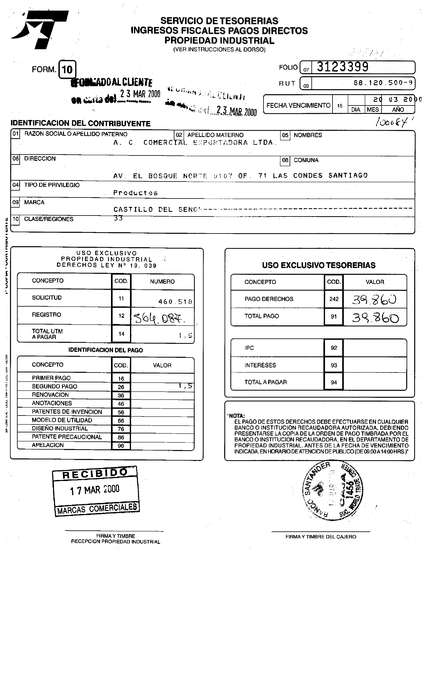 SERVICIO DE TESORERIAS
INGRESOS FISCALES PAGOS DIRECTOS
PROPIEDAD INDUSTRIAL
(VER INSTRUCCIONES AL DORSO)
FORM. 10
FOLIO 07 3123399
RUT 03 88.120.500-9
INFORMADO AL CLIENTE
23 MAR 2000
23 MAR 2000
FECHA VENCIMIENTO 15 20 03 2000
DIA MES AÑO
IDENTIFICACION DEL CONTRIBUYENTE
01 RAZON SOCIAL O APELLIDO PATERNO 02 APELLIDO MATERNO 05 NOMBRES
A. C COMERCIAL EXPORTADORA LTDA.
06 DIRECCION 08 COMUNA
AV. EL BOSQUE NORTE 0107 OF. 71 LAS CONDES SANTIAGO
04 TIPO DE PRIVILEGIO
Productos
09 MARCA
CASTILLO DEL SENO
10 CLASE/REGIONES 33
USO EXCLUSIVO
PROPIEDAD INDUSTRIAL
DERECHOS LEY Nº 19.039
CONCEPTO COD. NUMERO
SOLICITUD 11 460.518
REGISTRO 12 564.087.
TOTAL UTM A PAGAR 14 1,5
IDENTIFICACION DEL PAGO
CONCEPTO COD. VALOR
PRIMER PAGO 16
SEGUNDO PAGO 26 1,5
RENOVACION 36
ANOTACIONES 46
PATENTES DE INVENCION 56
MODELO DE UTILIDAD 66
DISEÑO INDUSTRIAL 76
PATENTE PRECAUCIONAL 86
APELACION 96
USO EXCLUSIVO TESORERIAS
CONCEPTO COD. VALOR
PAGO DERECHOS 242 39.860
TOTAL PAGO 91 39.860
IPC 92
INTERESES 93
TOTAL A PAGAR 94
*NOTA:
EL PAGO DE ESTOS DERECHOS DEBE EFECTUARSE EN CUALQUIER
BANCO O INSTITUCION RECAUDADORA AUTORIZADA, DEBIENDO
PRESENTARSE LA COPIA DE LA ORDEN DE PAGO TIMBRADA POR EL
BANCO O INSTITUCION RECAUDADORA, EN EL DEPARTAMENTO DE
PROPIEDAD INDUSTRIAL, ANTES DE LA FECHA DE VENCIMIENTO
INDICADA, EN HORARIO DE ATENCION DE PUBLICO (DE 09:00 A 14:00 HRS.)*
RECIBIDO
17 MAR 2000
MARCAS COMERCIALES
BANCO SANTANDER
FIRMA Y TIMBRE
RECEPCION PROPIEDAD INDUSTRIAL
FIRMA Y TIMBRE DEL CAJERO